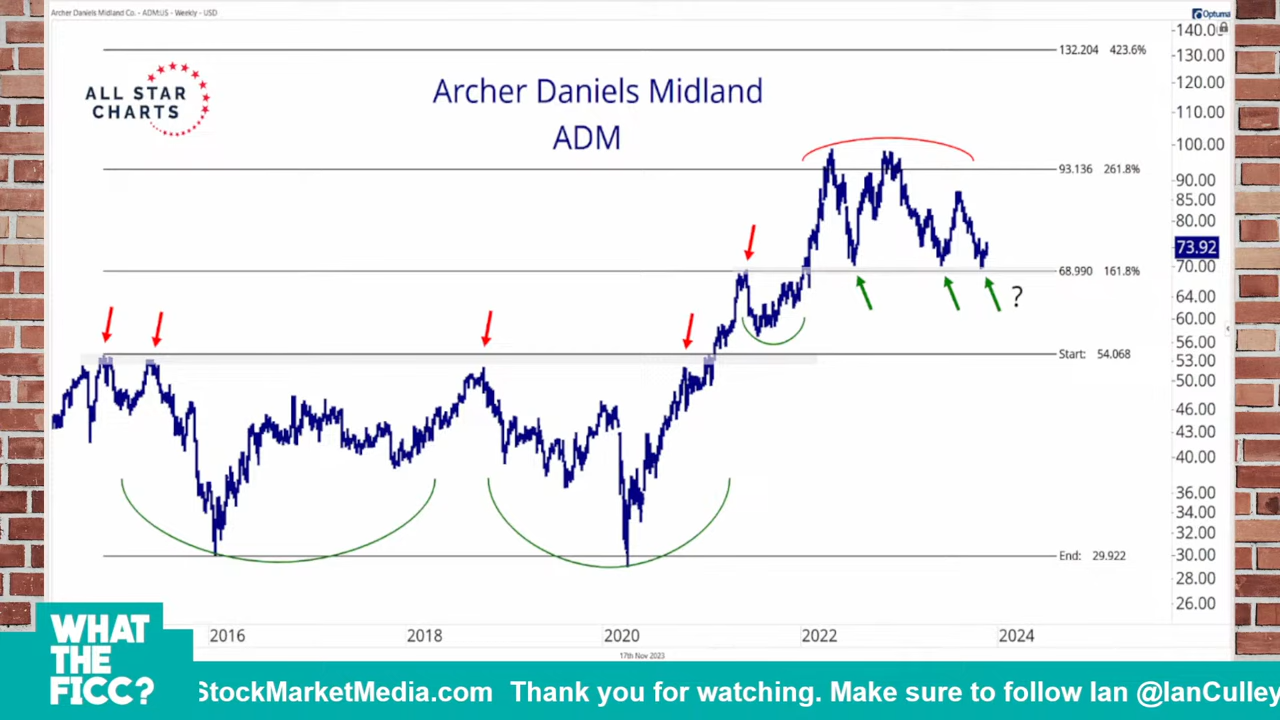 Archer Daniels Midland Co. - ADM:US - Weekly - USD
Optuma
ALL STAR
CHARTS
Archer Daniels Midland
ADM
132.204 423.6%
93.136 261.8%
68.990 161.8%
Start: 54.068
End: 29.922
?
140.0
130.00
120.00
110.00
100.00
90.00
85.00
80.00
73.92
70.00
64.00
60.00
56.00
53.00
50.00
46.00
43.00
40.00
36.00
34.00
32.00
30.00
28.00
26.00
2016 2018 2020 2022 2024
17th Nov 2023
WHAT
THE
FICC?
StockMarketMedia.com Thank you for watching. Make sure to follow Ian @IanCulley